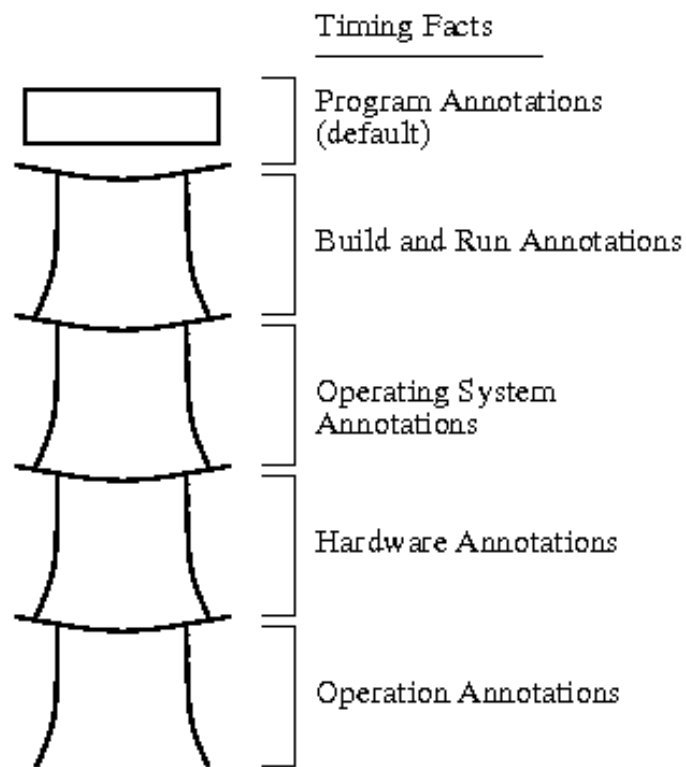 Timing Facts
Program Annotations
(default)
Build and Run Annotations
Operating System
Annotations
Hardware Annotations
Operation Annotations